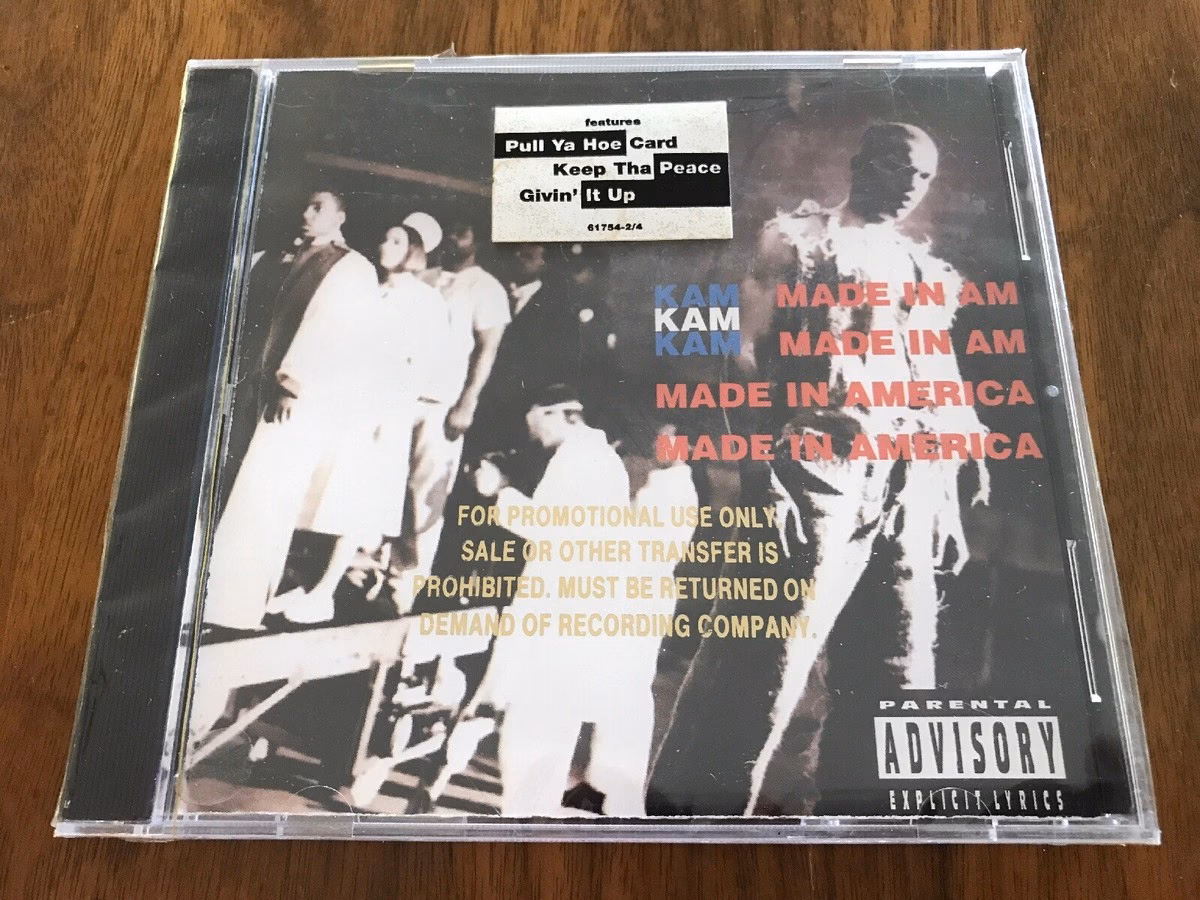 features
Pull Ya Hoe Card
Keep Tha Peace
Givin' It Up
61754-2/4
KAM MADE IN AM
KAM
KAM MADE IN AM
MADE IN AMERICA
MADE IN AMERICA
FOR PROMOTIONAL USE ONLY.
SALE OR OTHER TRANSFER IS
PROHIBITED. MUST BE RETURNED ON
DEMAND OF RECORDING COMPANY.
PARENTAL
ADVISORY
EXPLICIT LYRICS